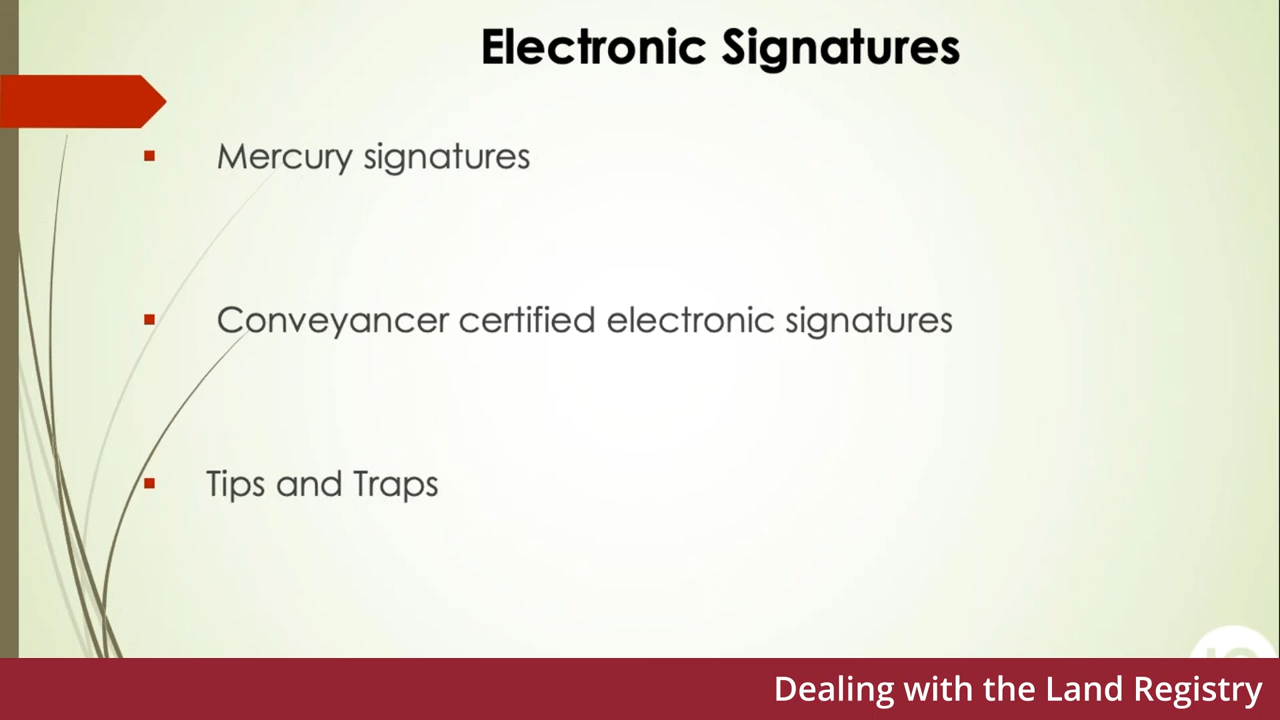 Electronic Signatures
Mercury signatures
Conveyancer certified electronic signatures
Tips and Traps
Dealing with the Land Registry